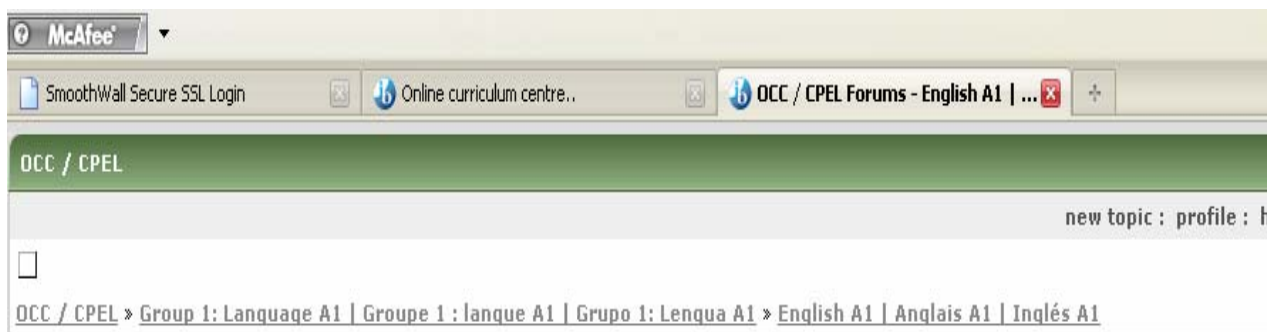 McAfee
SmoothWall Secure SSL Login Online curriculum centre.. OCC / CPEL Forums - English A1 | ...
OCC / CPEL
new topic : profile : h
OCC / CPEL » Group 1: Language A1 | Groupe 1 : langue A1 | Grupo 1: Lengua A1 » English A1 | Anglais A1 | Inglés A1